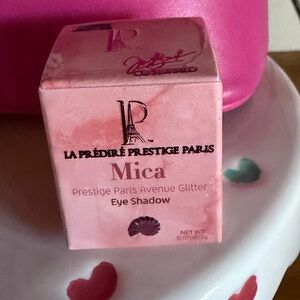 LA PRÉDIRÉ PRESTIGE PARIS
Mica
Prestige Paris Avenue Glitter
Eye Shadow
NET WT